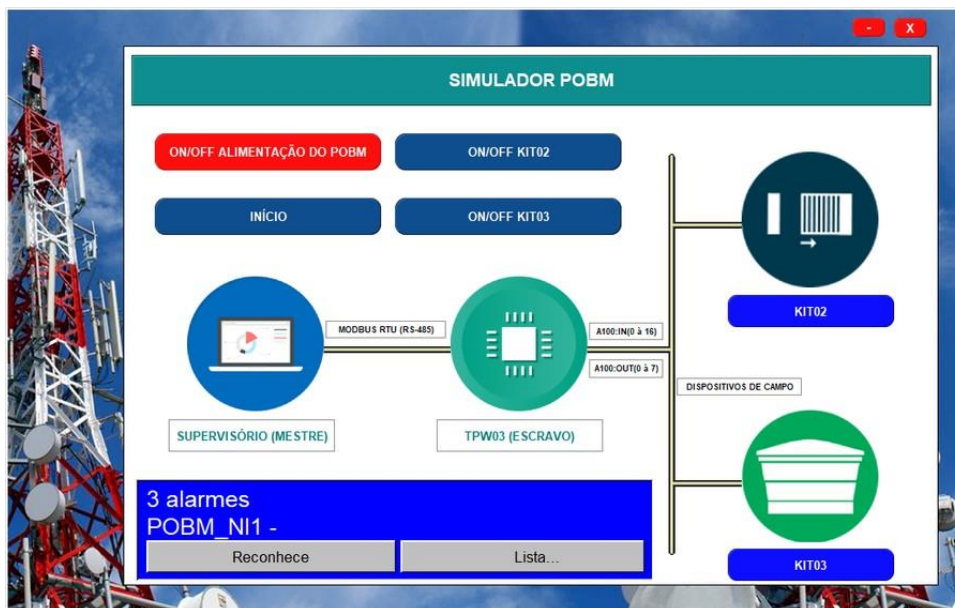 - X
SIMULADOR POBM
ON/OFF ALIMENTAÇÃO DO POBM
ON/OFF KIT02
INÍCIO
ON/OFF KIT03
KIT02
MODBUS RTU (RS-485)
A100:IN(0 à 16)
A100:OUT(0 à 7)
DISPOSITIVOS DE CAMPO
SUPERVISÓRIO (MESTRE)
TPW03 (ESCRAVO)
3 alarmes
POBM_NI1 -
Reconhece
Lista...
KIT03